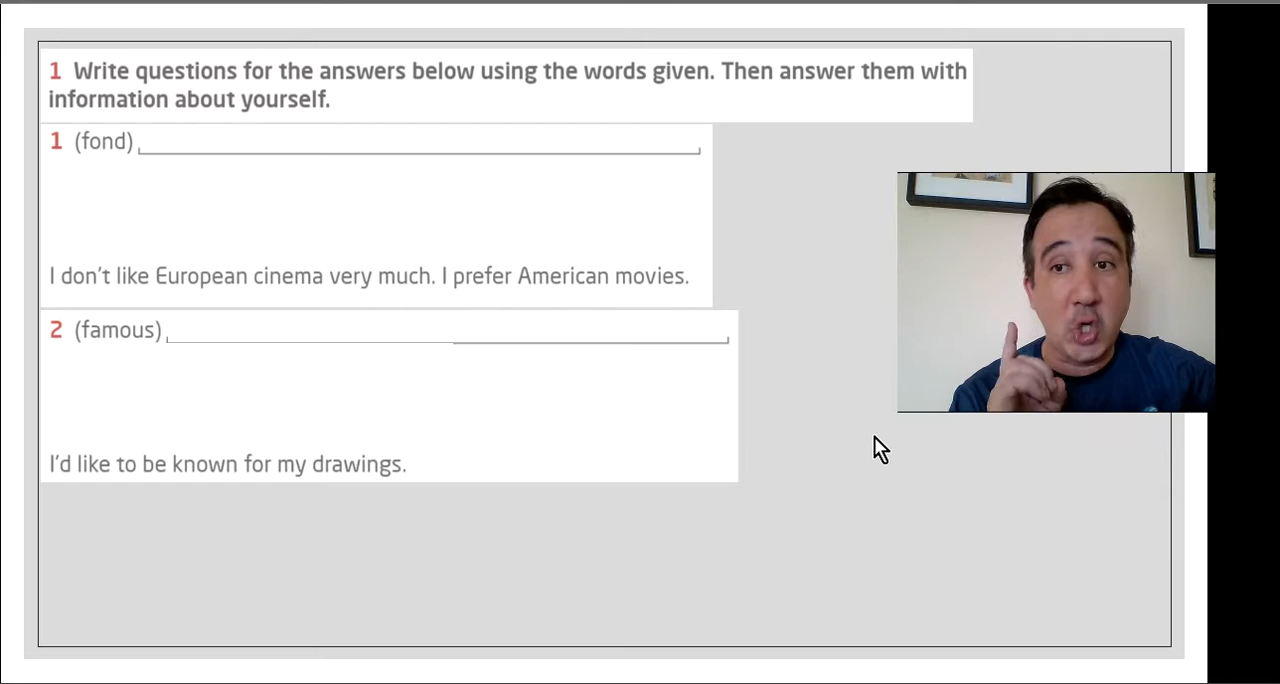 1 Write questions for the answers below using the words given. Then answer them with
information about yourself.
1 (fond)
I don't like European cinema very much. I prefer American movies.
2 (famous)
I'd like to be known for my drawings.